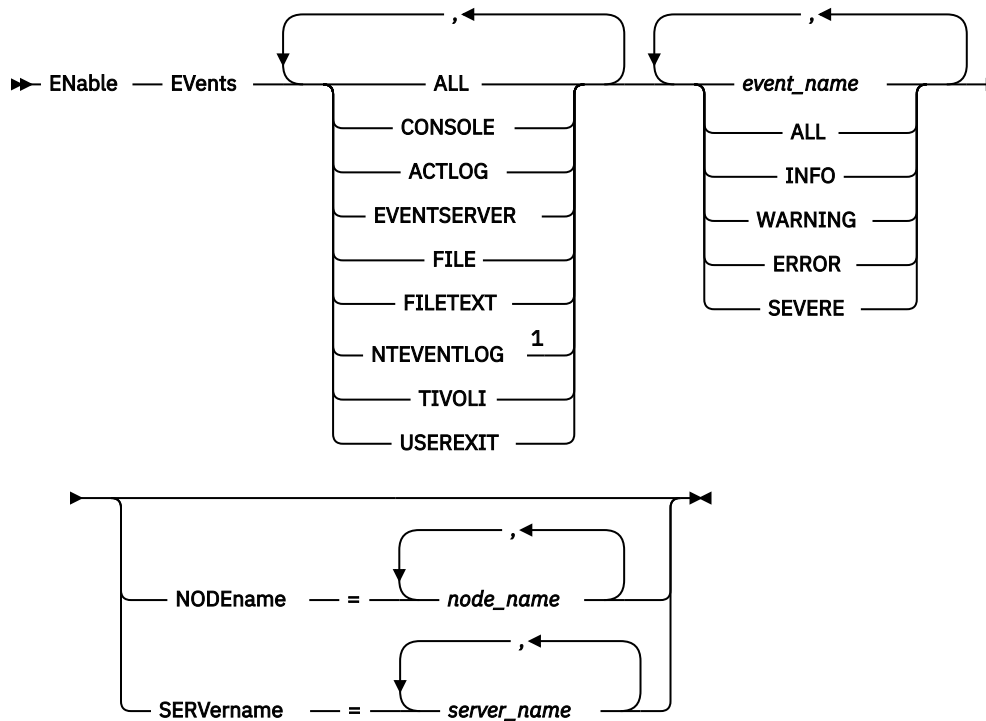 , ,
ENable EVents ALL event_name
CONSOLE ALL
ACTLOG INFO
EVENTSERVER WARNING
FILE ERROR
FILETEXT SEVERE
NTEVENTLOG 1
TIVOLI
USEREXIT
,
NODEname = node_name
,
SERVername = server_name